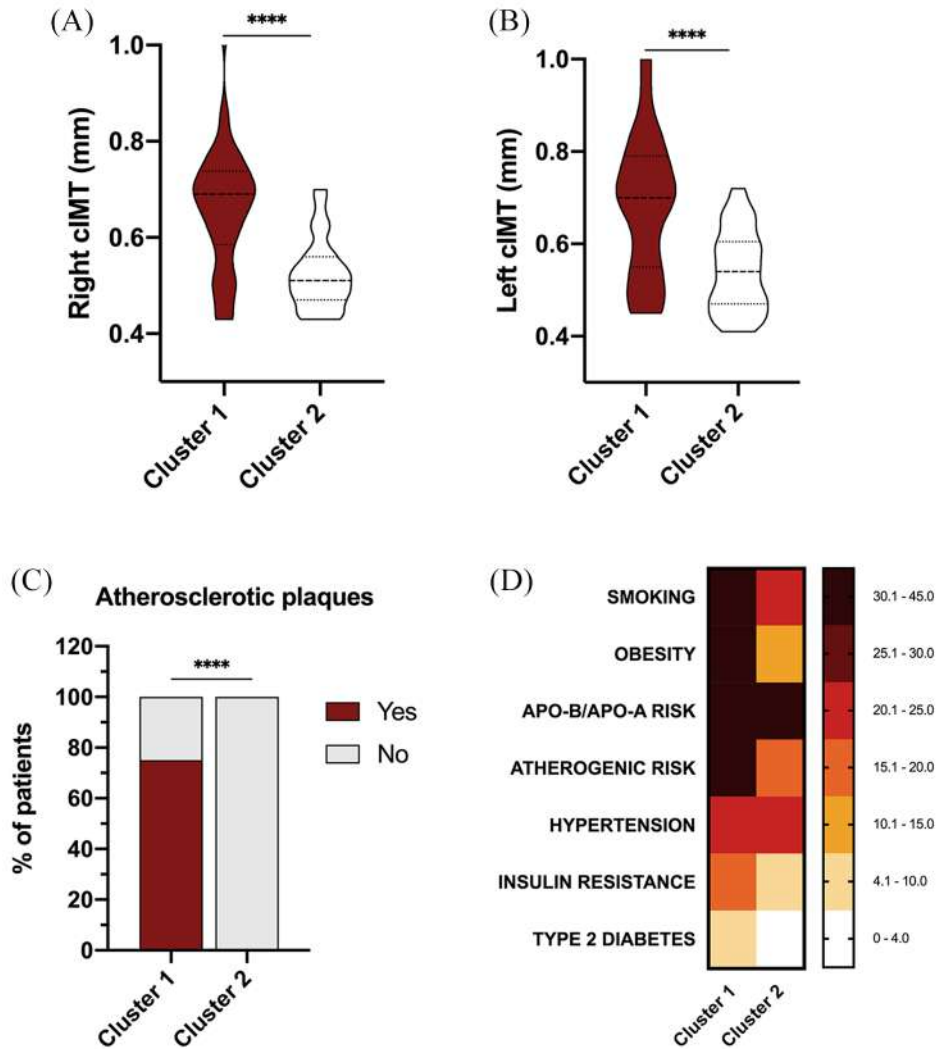 (A)
****
1.0
0.8
0.6
0.4
Right cIMT (mm)
Cluster 1
Cluster 2
(B)
****
1.0
0.8
0.6
0.4
Left cIMT (mm)
Cluster 1
Cluster 2
(C)
Atherosclerotic plaques
****
120
100
80
60
40
20
0
% of patients
Yes
No
Cluster 1
Cluster 2
(D)
SMOKING
OBESITY
APO-B/APO-A RISK
ATHEROGENIC RISK
HYPERTENSION
INSULIN RESISTANCE
TYPE 2 DIABETES
Cluster 1
Cluster 2
30.1 - 45.0
25.1 - 30.0
20.1 - 25.0
15.1 - 20.0
10.1 - 15.0
4.1 - 10.0
0 - 4.0